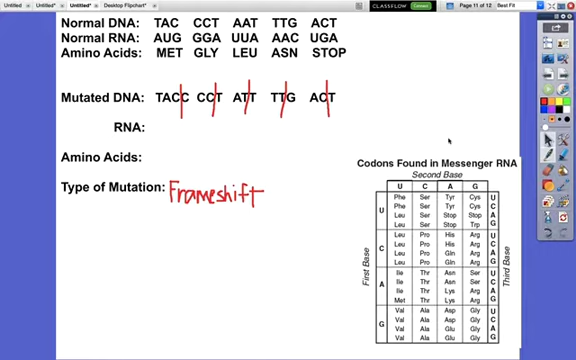 Untitled Untitled* Untitled* Desktop Flipchart* CLASSFLOW Connect Page 11 of 12 Best Fit
Normal DNA: TAC CCT AAT TTG ACT
Normal RNA: AUG GGA UUA AAC UGA
Amino Acids: MET GLY LEU ASN STOP
Mutated DNA: TACC CCT ATT TTG ACT
RNA:
Amino Acids:
Type of Mutation: Frameshift
Codons Found in Messenger RNA
Second Base
U C A G
First Base
Third Base
U
Phe Ser Tyr Cys U
Phe Ser Tyr Cys C
Leu Ser Stop Stop A
Leu Ser Stop Trp G
C
Leu Pro His Arg U
Leu Pro His Arg C
Leu Pro Gln Arg A
Leu Pro Gln Arg G
A
Ile Thr Asn Ser U
Ile Thr Asn Ser C
Ile Thr Lys Arg A
Met Thr Lys Arg G
G
Val Ala Asp Gly U
Val Ala Asp Gly C
Val Ala Glu Gly A
Val Ala Glu Gly G